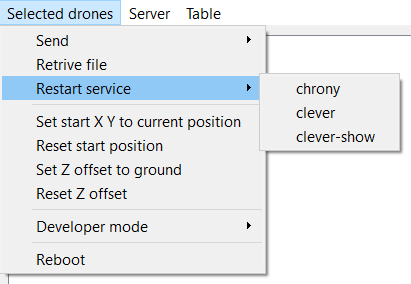 Selected drones Server Table
Send
Retrive file
Restart service
chrony
clever
clever-show
Set start X Y to current position
Reset start position
Set Z offset to ground
Reset Z offset
Developer mode
Reboot